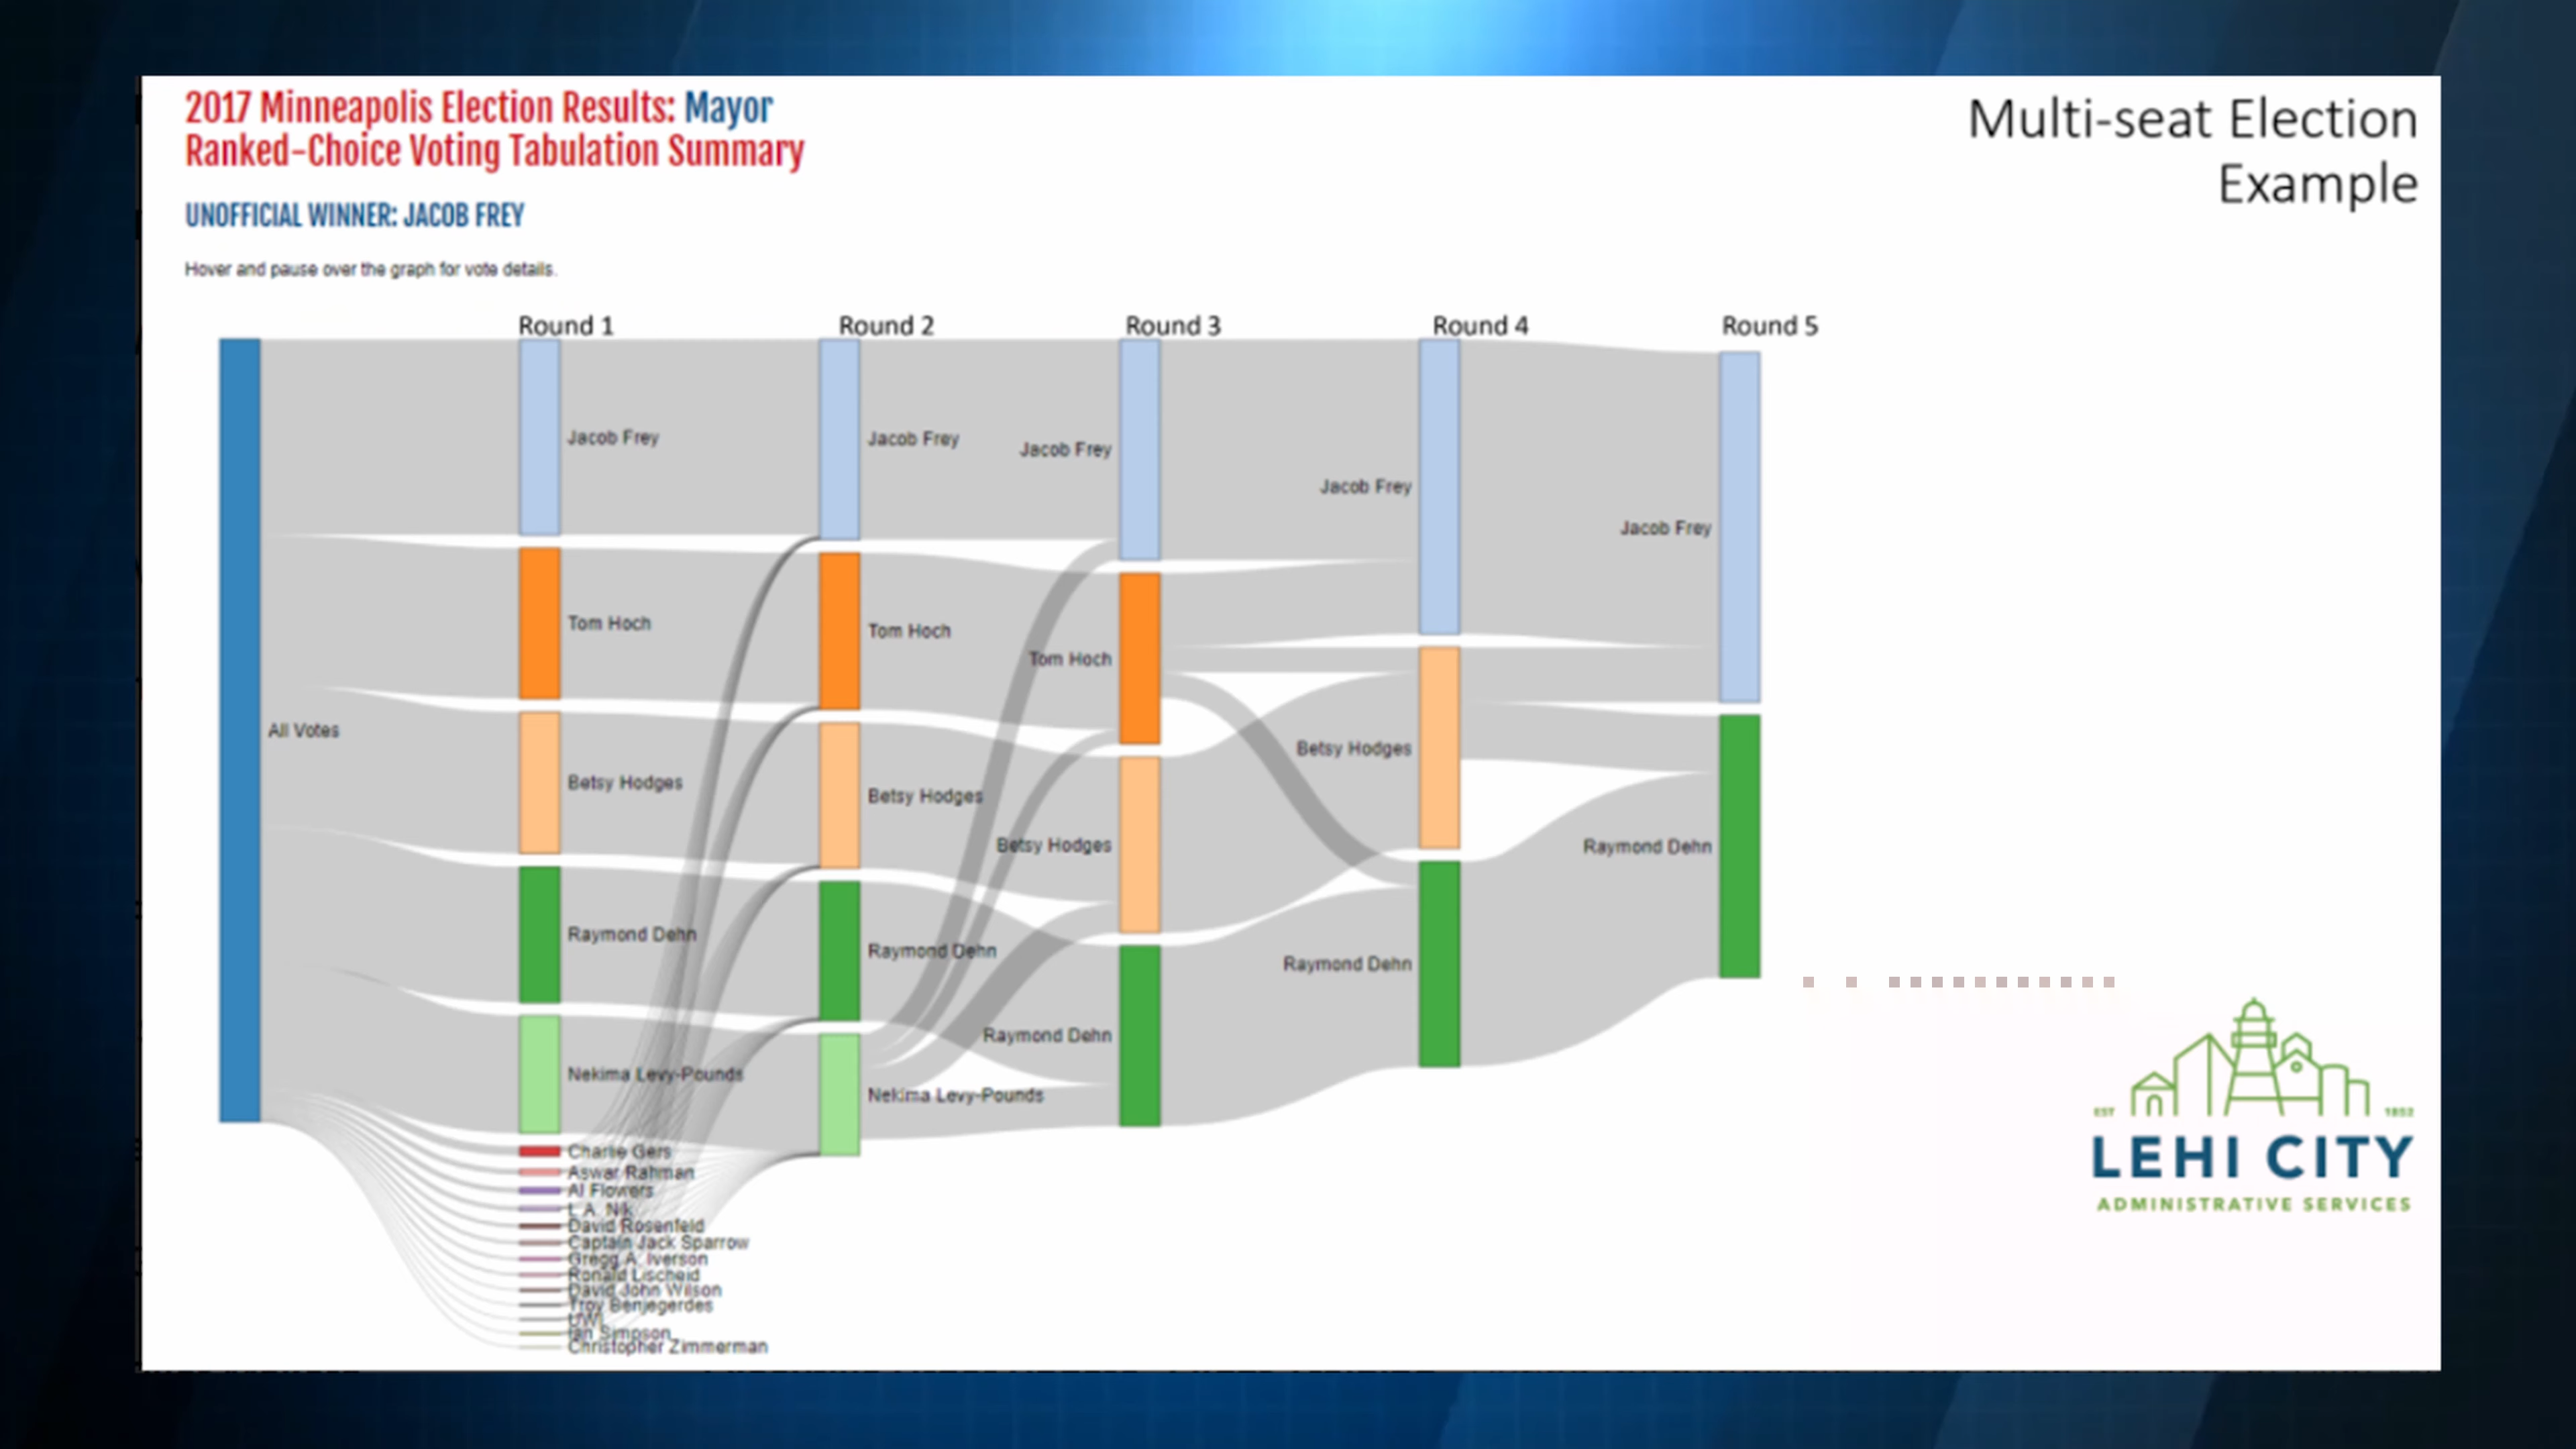 2017 Minneapolis Election Results: Mayor
Ranked-Choice Voting Tabulation Summary
UNOFFICIAL WINNER: JACOB FREY
Hover and pause over the graph for vote details.
Multi-seat Election
Example
Round 1
Round 2
Round 3
Round 4
Round 5
All Votes
Jacob Frey
Tom Hoch
Betsy Hodges
Raymond Dehn
Nekima Levy-Pounds
Charlie Gers
Aswar Rahman
Al Flowers
L.A. Nik
David Rosenfeld
Captain Jack Sparrow
Gregg A. Iverson
Ronald Lischeid
David John Wilson
Troy Benjegerdes
UWI
Ian Simpson
Christopher Zimmerman
Jacob Frey
Tom Hoch
Betsy Hodges
Raymond Dehn
Nekima Levy-Pounds
Jacob Frey
Tom Hoch
Betsy Hodges
Raymond Dehn
Jacob Frey
Betsy Hodges
Raymond Dehn
Jacob Frey
Raymond Dehn
EST 1852
LEHI CITY
ADMINISTRATIVE SERVICES